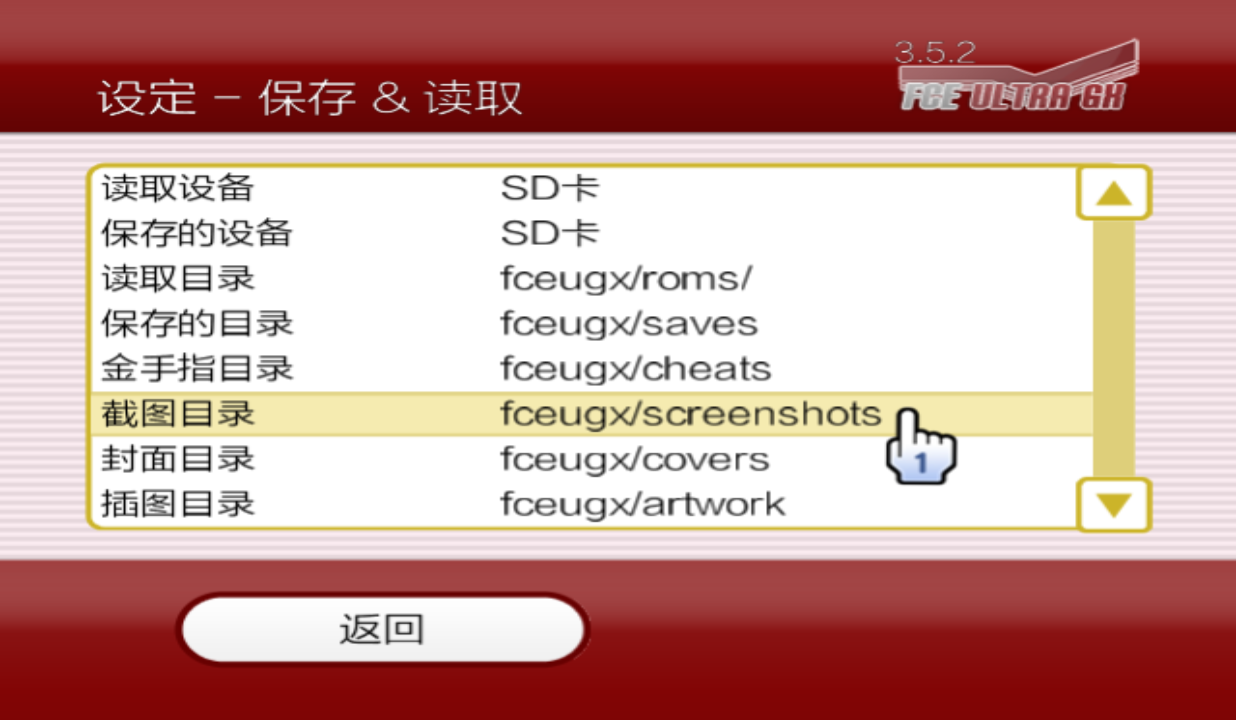 3.5.2
设定 - 保存 & 读取
FCE ULTRA GX
读取设备 SD卡
保存的设备 SD卡
读取目录 fceugx/roms/
保存的目录 fceugx/saves
金手指目录 fceugx/cheats
截图目录 fceugx/screenshots
1
封面目录 fceugx/covers
插图目录 fceugx/artwork
返回